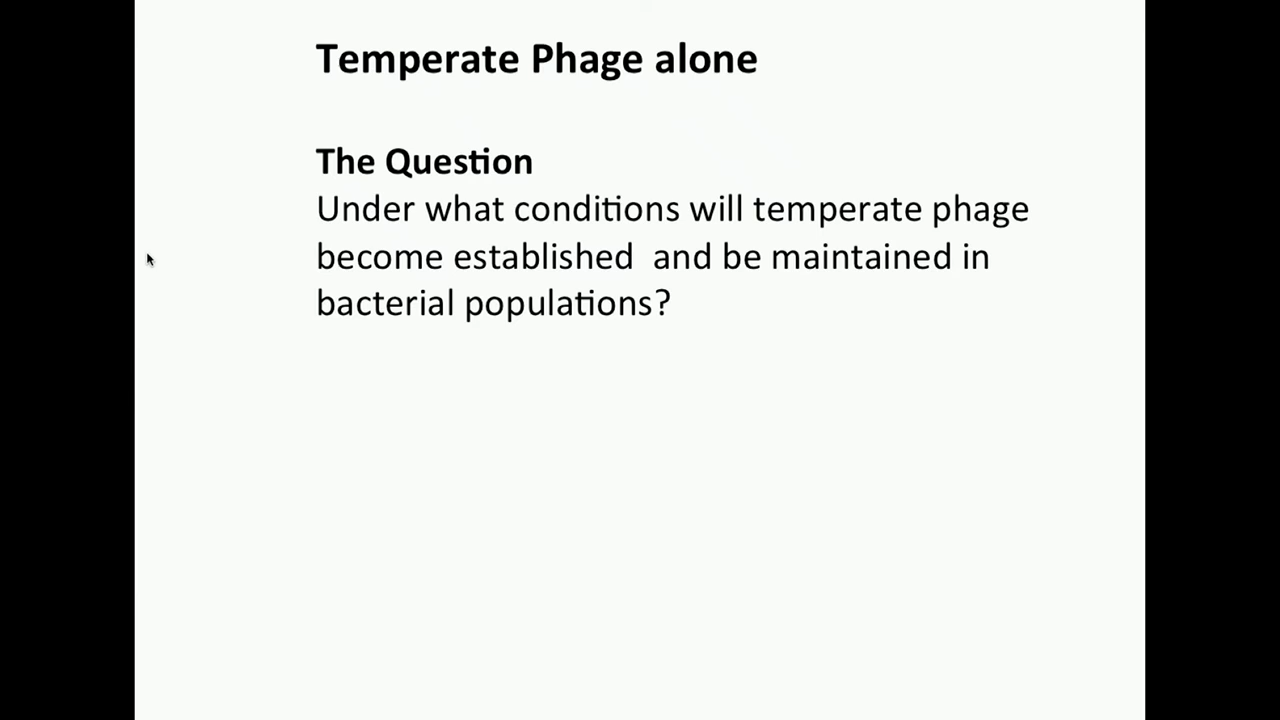 Temperate Phage alone
The Question
Under what conditions will temperate phage
become established  and be maintained in
bacterial populations?